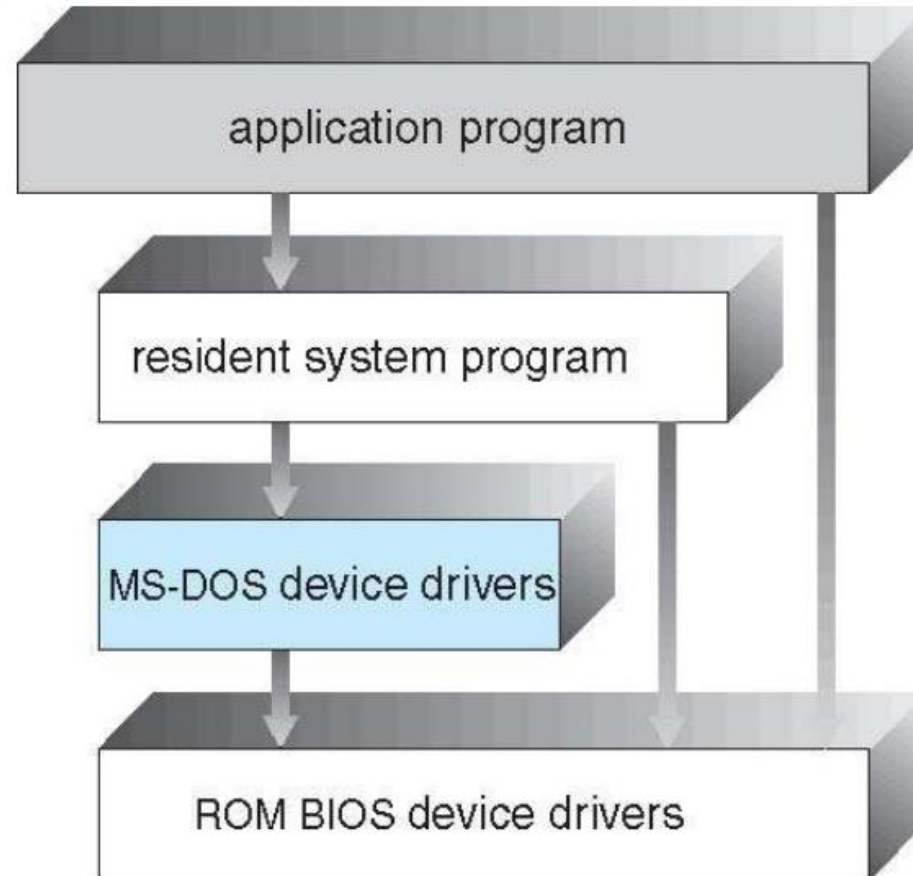 application program
resident system program
MS-DOS device drivers
ROM BIOS device drivers